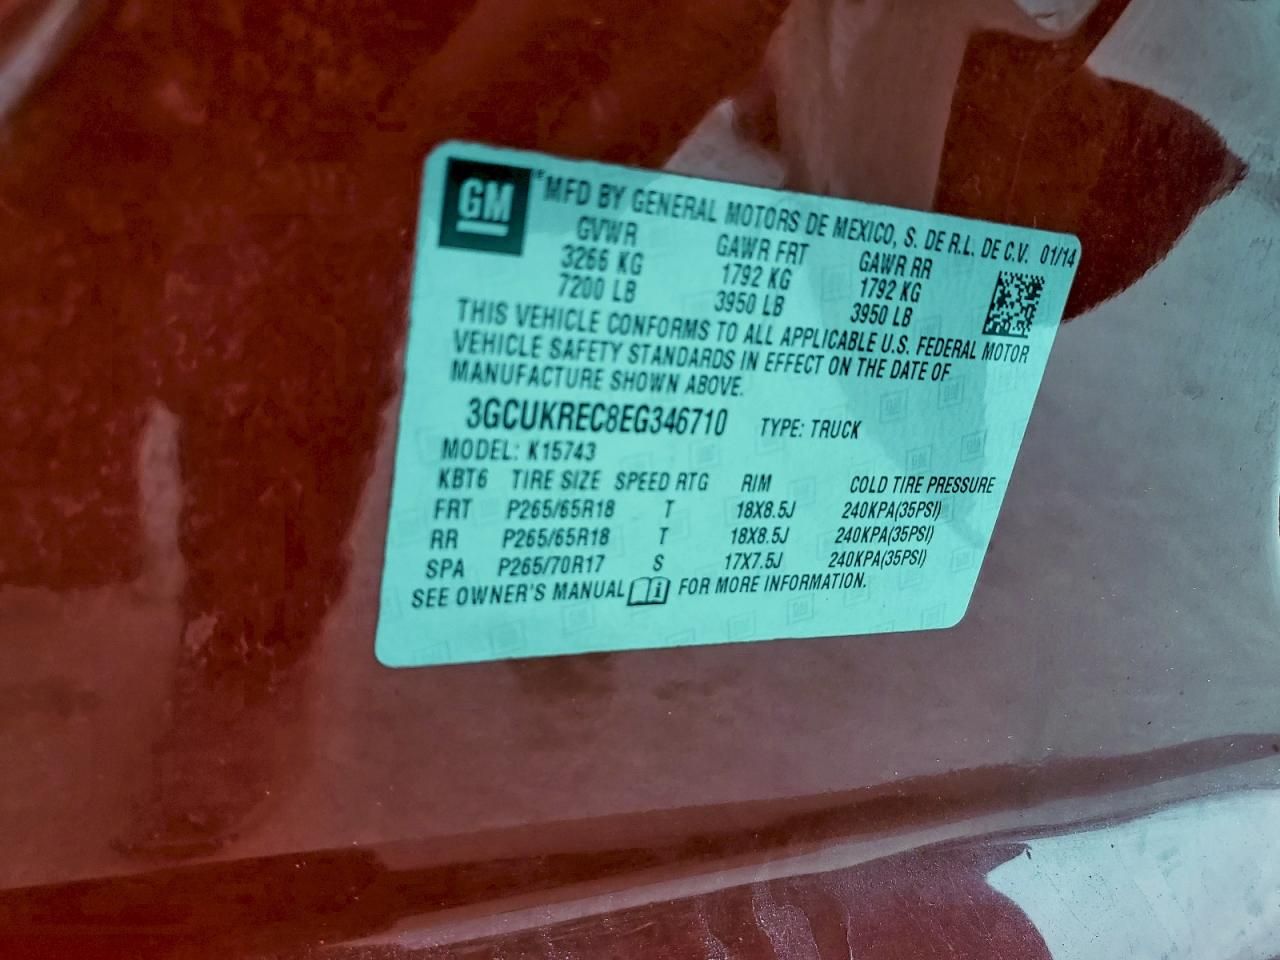 GM® MFD BY GENERAL MOTORS DE MEXICO, S. DE R.L. DE C.V. 01/14
GVWR GAWR FRT GAWR RR
3266 KG 1792 KG 1792 KG
7200 LB 3950 LB 3950 LB
THIS VEHICLE CONFORMS TO ALL APPLICABLE U.S. FEDERAL MOTOR
VEHICLE SAFETY STANDARDS IN EFFECT ON THE DATE OF
MANUFACTURE SHOWN ABOVE.
3GCUKREC8EG346710 TYPE: TRUCK
MODEL: K15743
KBT6 TIRE SIZE SPEED RTG RIM COLD TIRE PRESSURE
FRT P265/65R18 T 18X8.5J 240KPA(35PSI)
RR P265/65R18 T 18X8.5J 240KPA(35PSI)
SPA P265/70R17 S 17X7.5J 240KPA(35PSI)
SEE OWNER'S MANUAL FOR MORE INFORMATION.